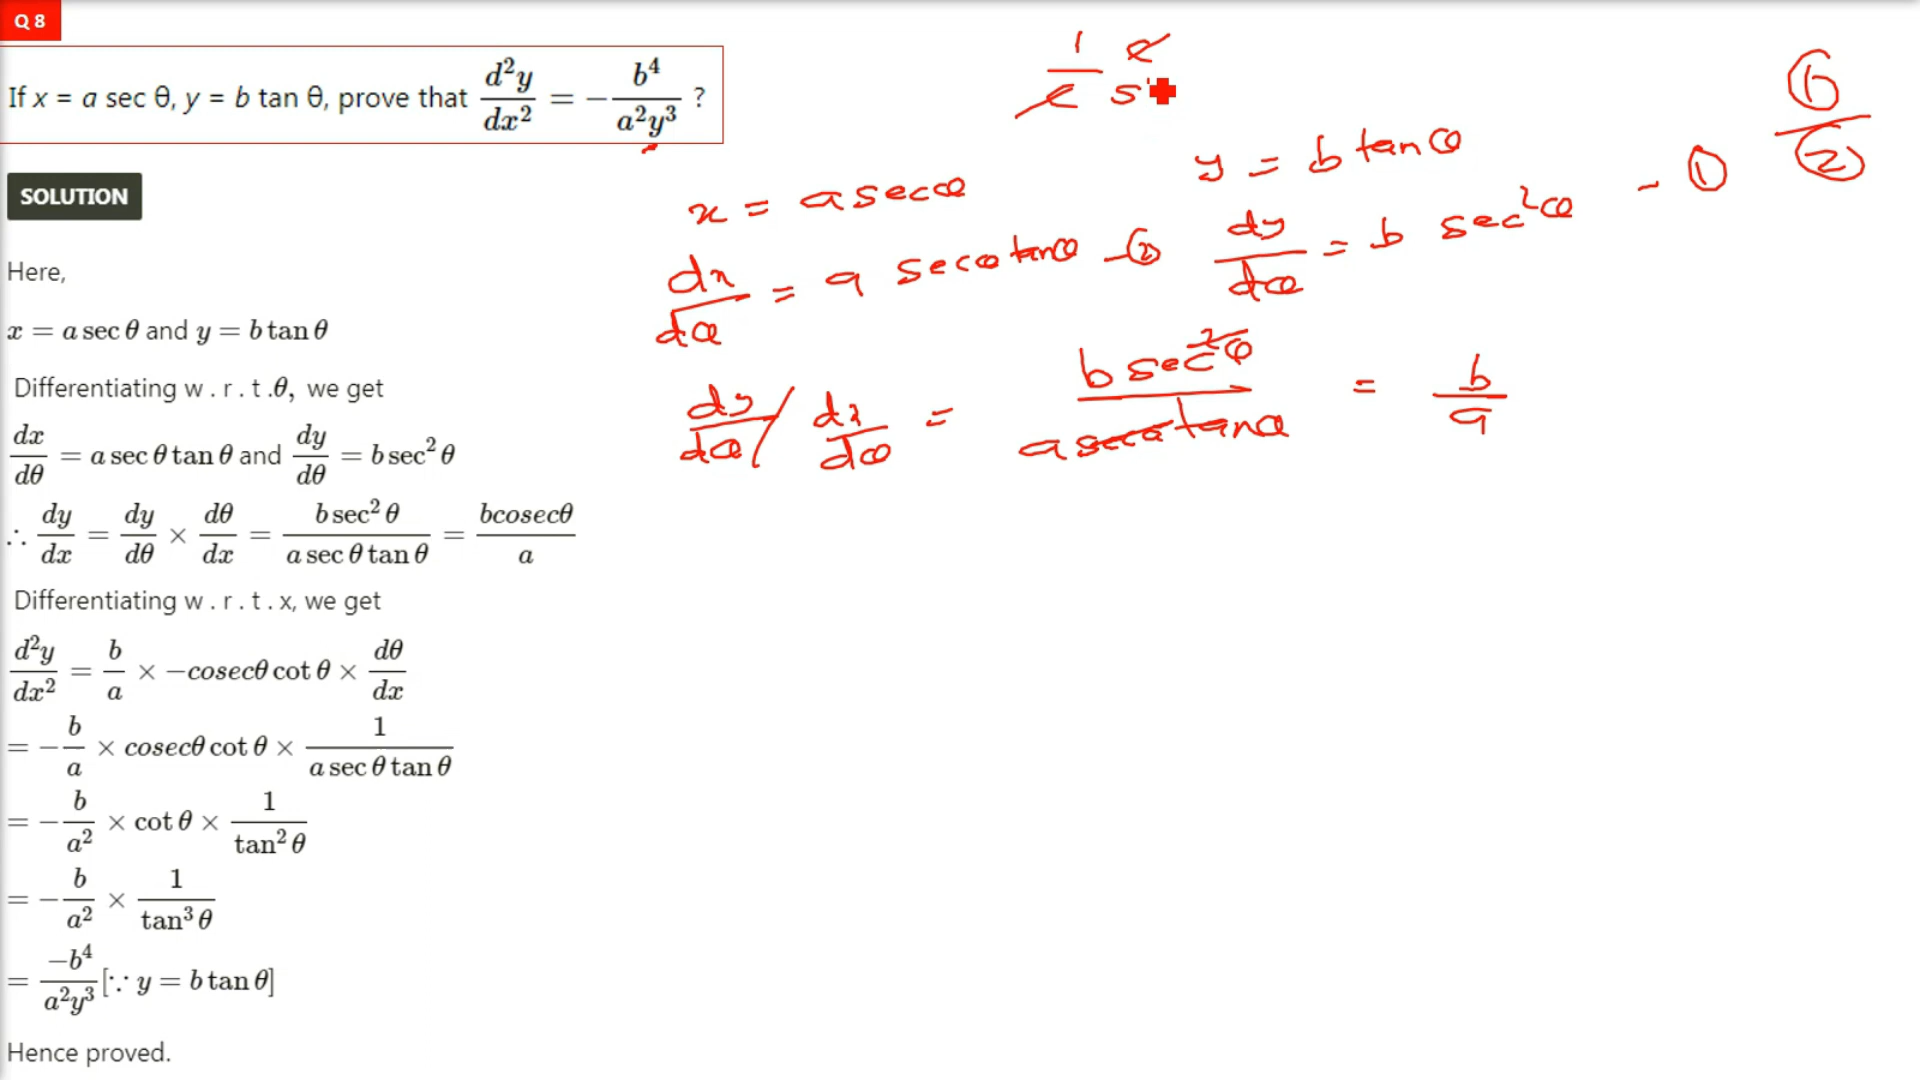 Q 8
If x = a sec θ, y = b tan θ, prove that d²y/dx² = −b⁴/a²y³ ?
SOLUTION
Here,
x = a sec θ and y = b tan θ
Differentiating w . r . t .θ, we get
dx/dθ = a sec θ tan θ and dy/dθ = b sec² θ
∴ dy/dx = dy/dθ × dθ/dx = b sec² θ/a sec θ tan θ = bcosecθ/a
Differentiating w . r . t . x, we get
d²y/dx² = b/a × −cosecθ cot θ × dθ/dx
= −b/a × cosecθ cot θ × 1/a sec θ tan θ
= −b/a² × cot θ × 1/tan² θ
= −b/a² × 1/tan³ θ
= −b⁴/a²y³ [∵ y = b tan θ]
Hence proved.
1/c c/s
①/②
x = a secθ
y = b tanθ
dx/dθ = a secθ tanθ - ②
dy/dθ = b sec²θ - ①
dy/dθ / dx/dθ = b sec²θ/a secθ tanθ = b/a